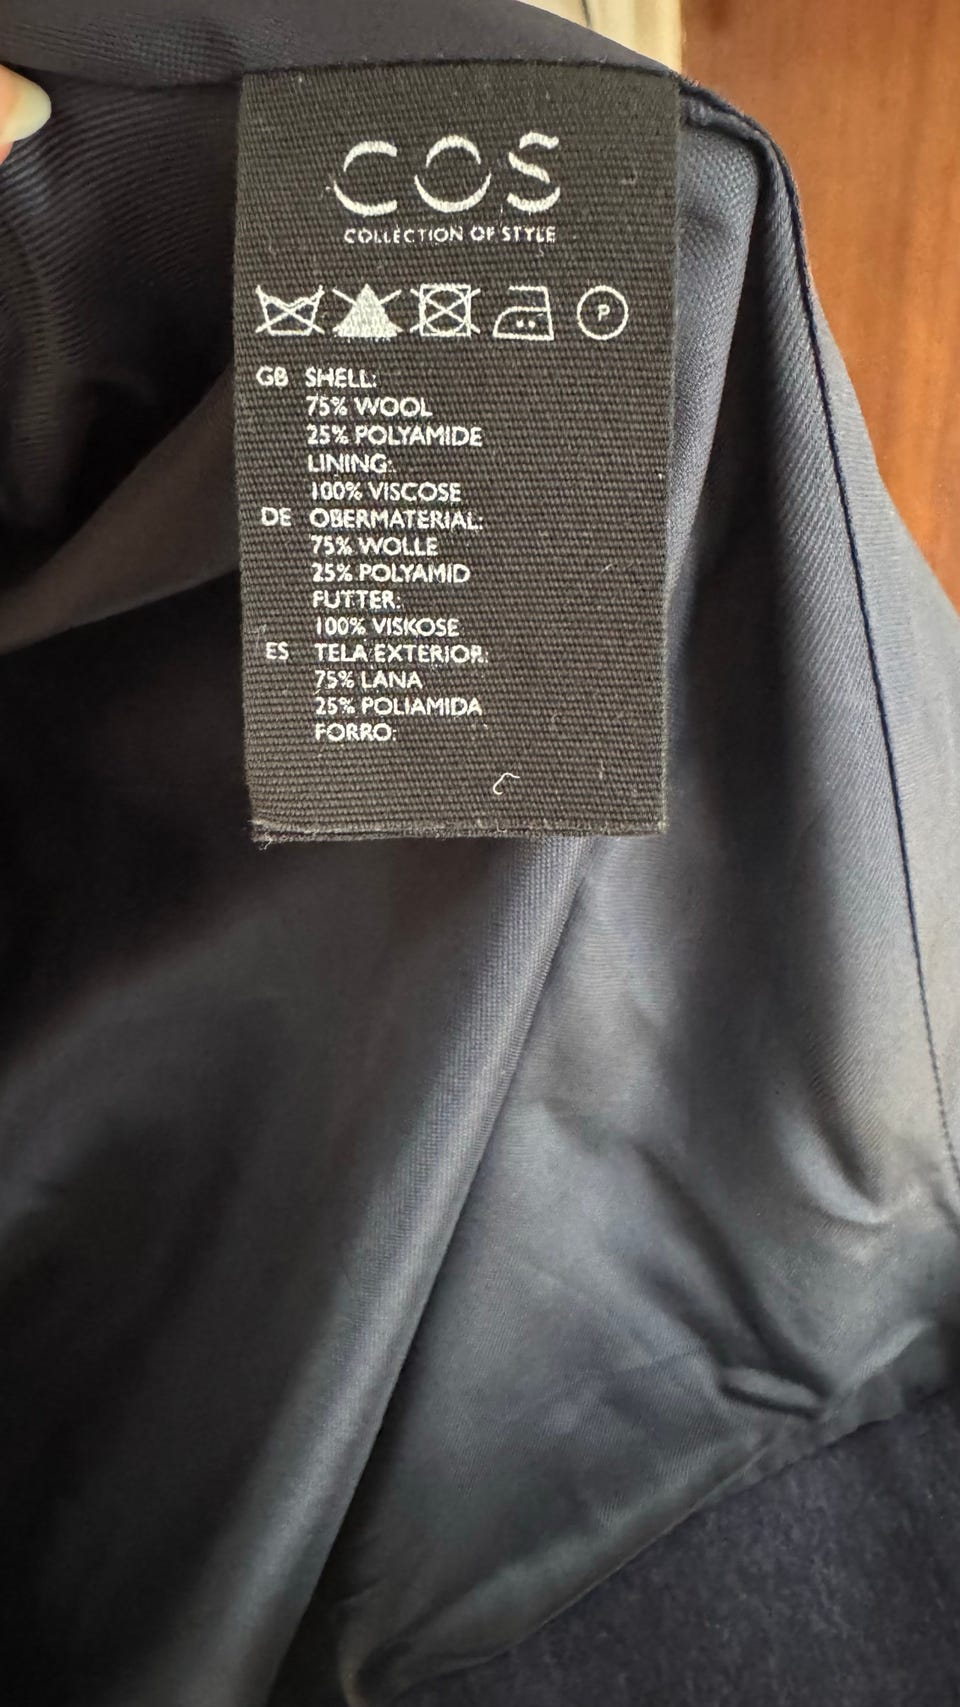 COS
COLLECTION OF STYLE
P
GB SHELL:
75% WOOL
25% POLYAMIDE
LINING:
100% VISCOSE
DE OBERMATERIAL:
75% WOLLE
25% POLYAMID
FUTTER:
100% VISKOSE
ES TELA EXTERIOR:
75% LANA
25% POLIAMIDA
FORRO: